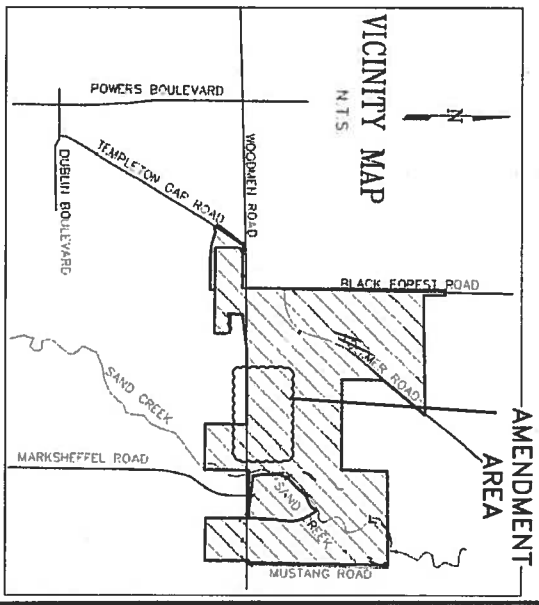 VICINITY MAP
N.T.S.
N
POWERS BOULEVARD
WOODMEN ROAD
TEMPLETON GAP ROAD
DUBLIN BOULEVARD
BLACK FOREST ROAD
ROAD
AMENDMENT
AREA
SAND CREEK
SAND CREEK
MARKSHEFFEL ROAD
MUSTANG ROAD